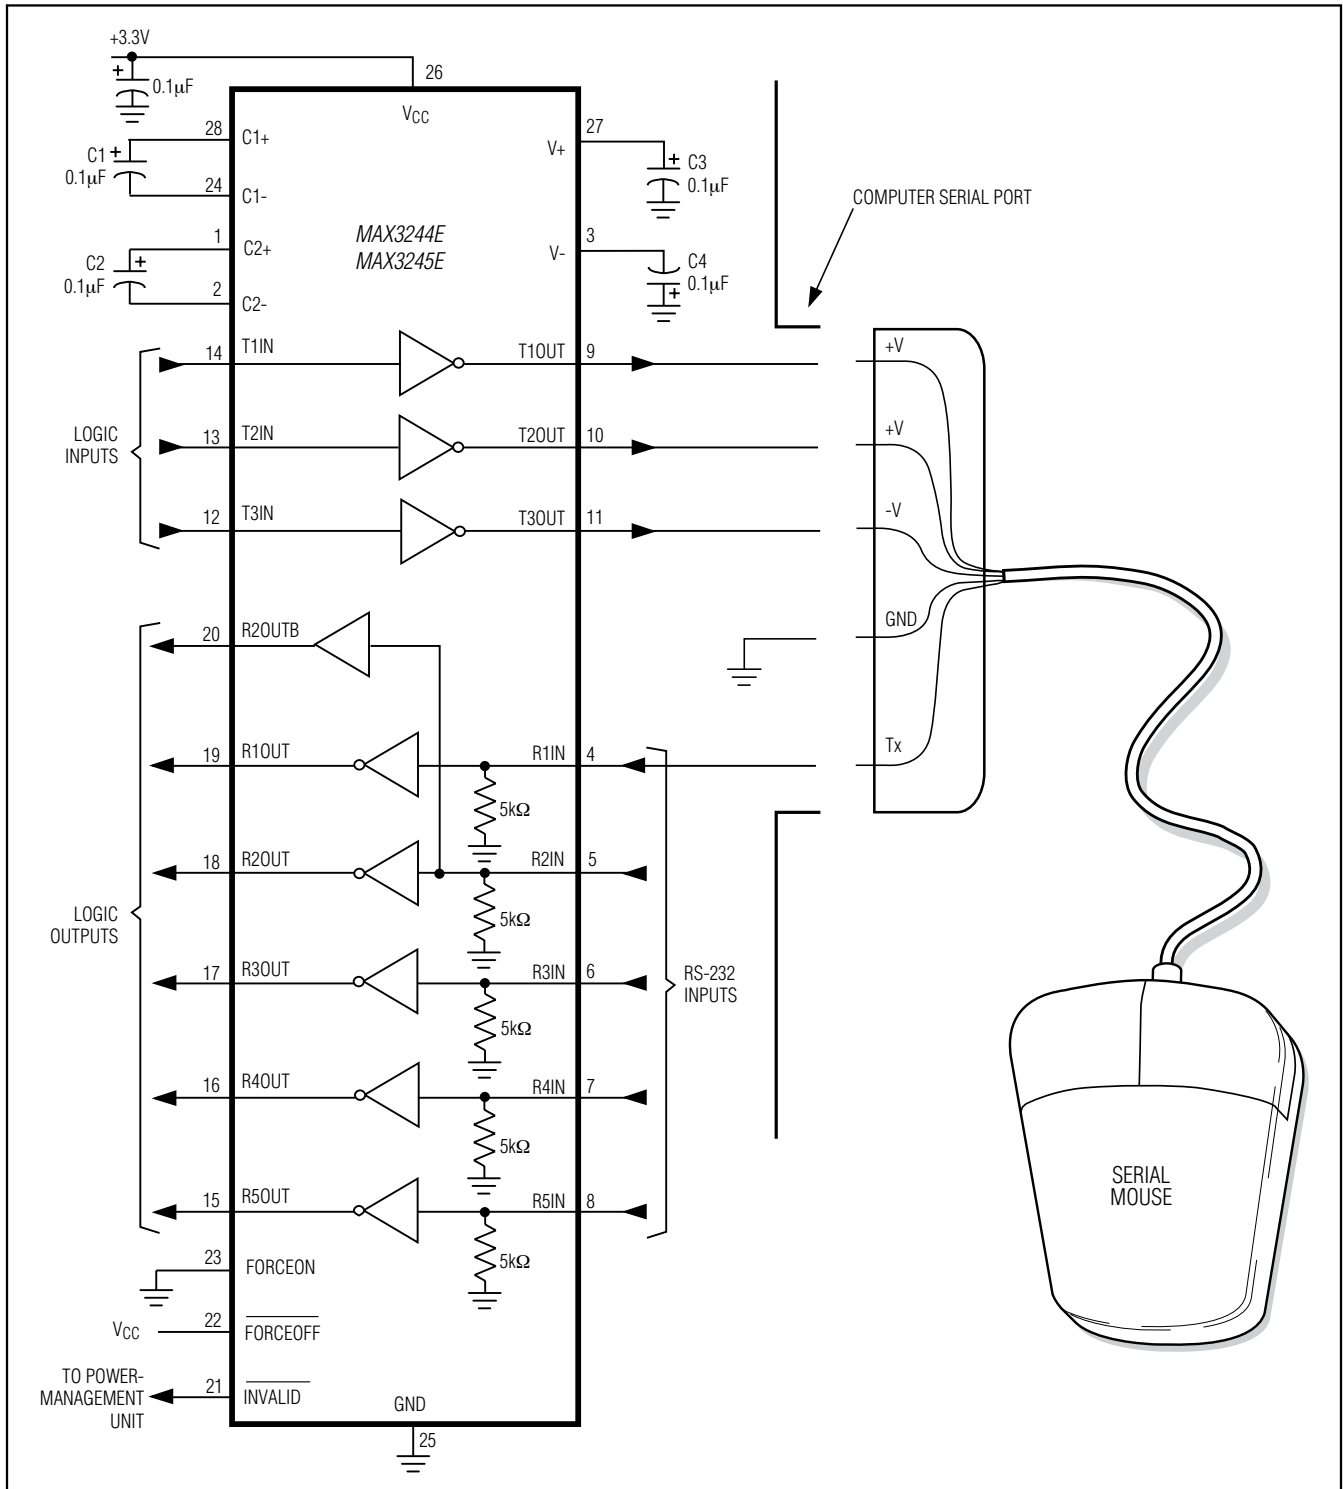 +3.3V
0.1µF
26
VCC
28
C1+
C1
0.1µF
24
C1-
27
V+
C3
0.1µF
COMPUTER SERIAL PORT
MAX3244E
MAX3245E
1
C2+
C2
0.1µF
2
C2-
3
V-
C4
0.1µF
LOGIC
INPUTS
14
T1IN
T1OUT
9
+V
13
T2IN
T2OUT
10
+V
12
T3IN
T3OUT
11
-V
20
R2OUTB
GND
19
R1OUT
R1IN
4
Tx
5kΩ
18
R2OUT
R2IN
5
5kΩ
LOGIC
OUTPUTS
17
R3OUT
R3IN
6
5kΩ
RS-232
INPUTS
16
R4OUT
R4IN
7
5kΩ
15
R5OUT
R5IN
8
5kΩ
SERIAL
MOUSE
23
FORCEON
VCC
22
FORCEOFF
TO POWER-
MANAGEMENT
UNIT
21
INVALID
GND
25